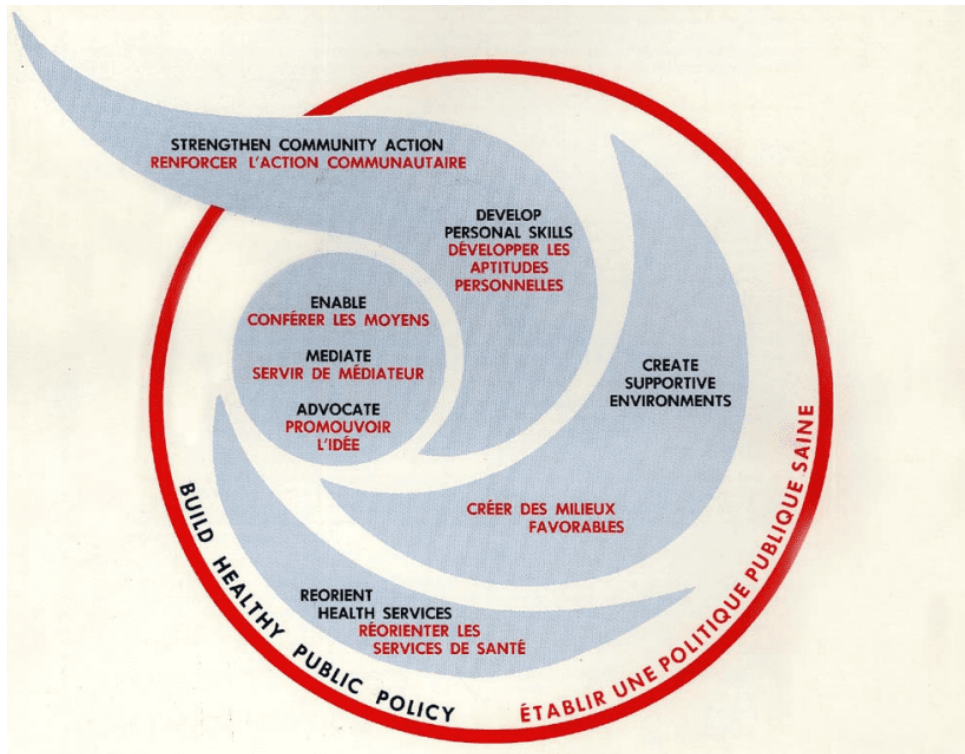 STRENGTHEN COMMUNITY ACTION
RENFORCER L'ACTION COMMUNAUTAIRE
DEVELOP
PERSONAL SKILLS
DÉVELOPPER LES
APTITUDES
PERSONNELLES
ENABLE
CONFÉRER LES MOYENS
MEDIATE
SERVIR DE MÉDIATEUR
ADVOCATE
PROMOUVOIR
L'IDÉE
CREATE
SUPPORTIVE
ENVIRONMENTS
CRÉER DES MILIEUX
FAVORABLES
REORIENT
HEALTH SERVICES
RÉORIENTER LES
SERVICES DE SANTÉ
BUILD HEALTHY PUBLIC POLICY
ÉTABLIR UNE POLITIQUE PUBLIQUE SAINE